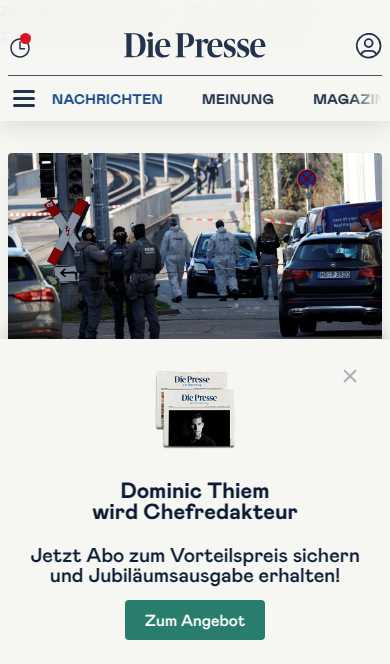 Die Presse
NACHRICHTEN MEINUNG MAGAZIN
Die Presse
Die Presse
Dominic Thiem
wird Chefredakteur
Jetzt Abo zum Vorteilspreis sichern
und Jubiläumsausgabe erhalten!
Zum Angebot